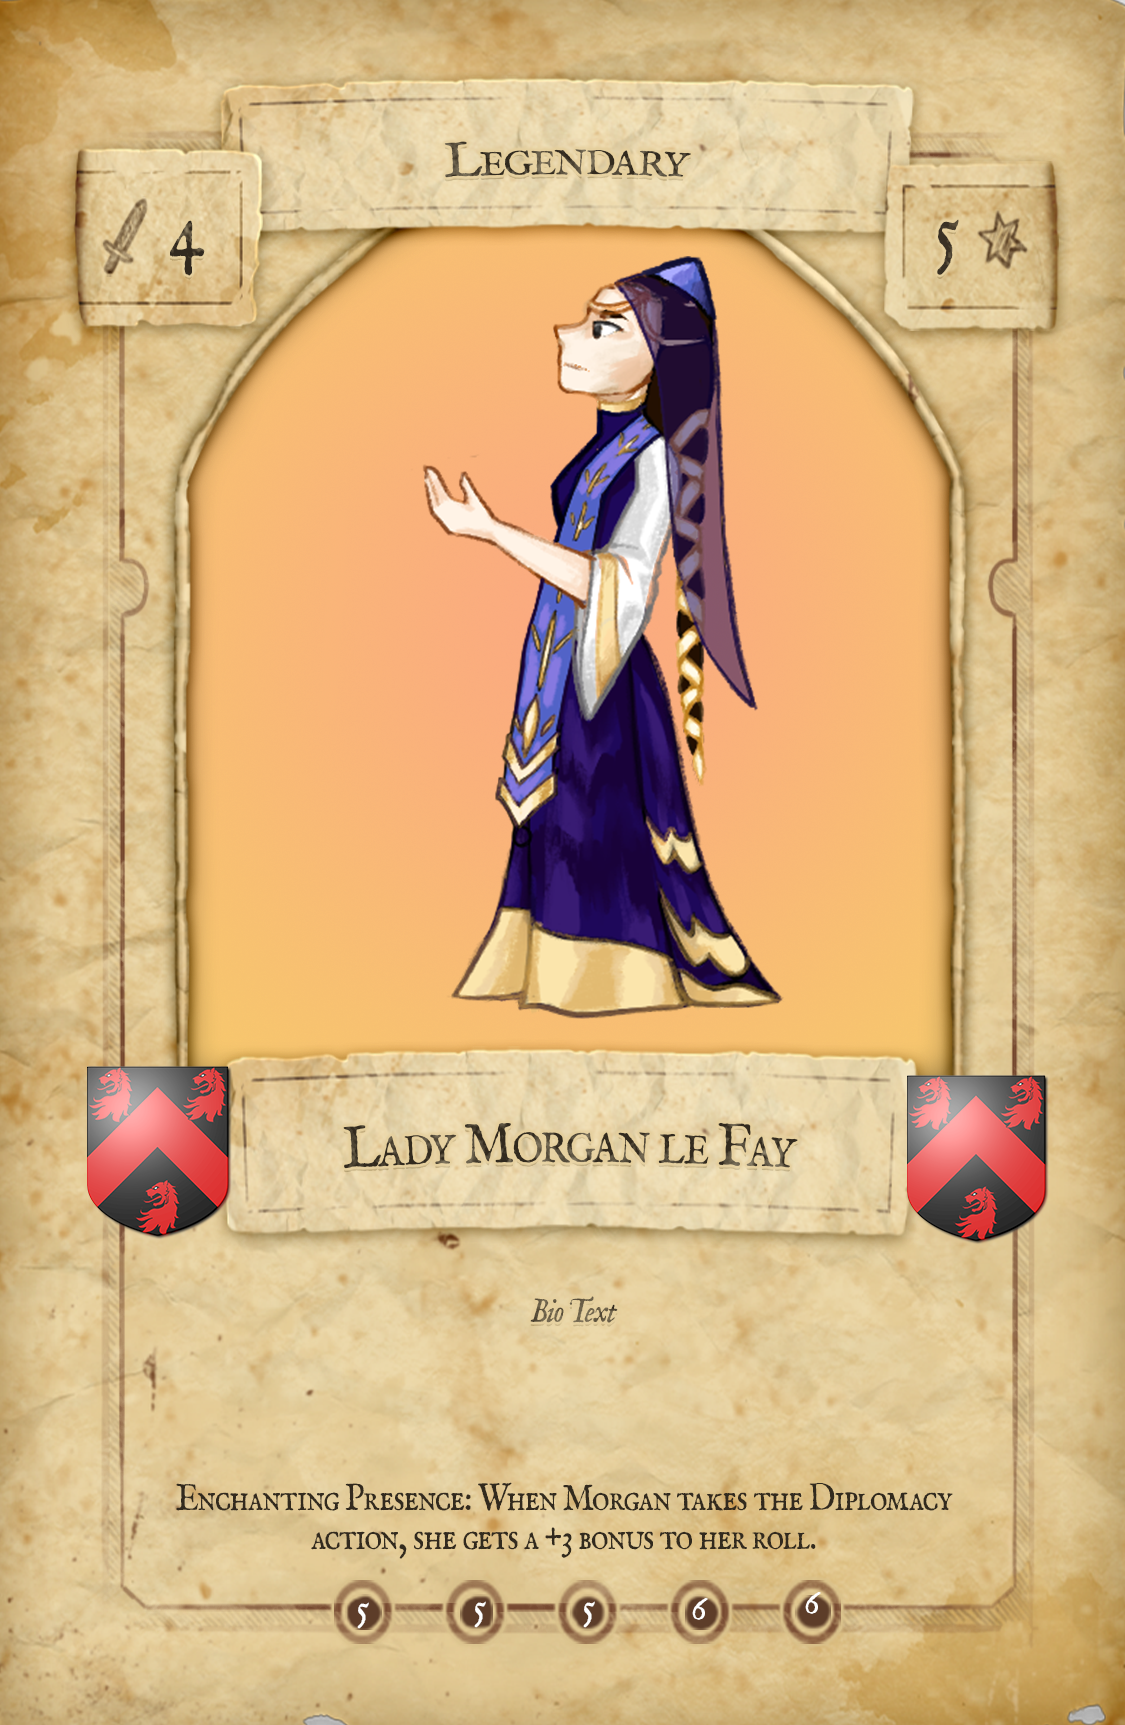 Legendary
4
5
Lady Morgan le Fay
Bio Text
Enchanting Presence: When Morgan takes the Diplomacy
action, she gets a +3 bonus to her roll.
5 5 5 6 6